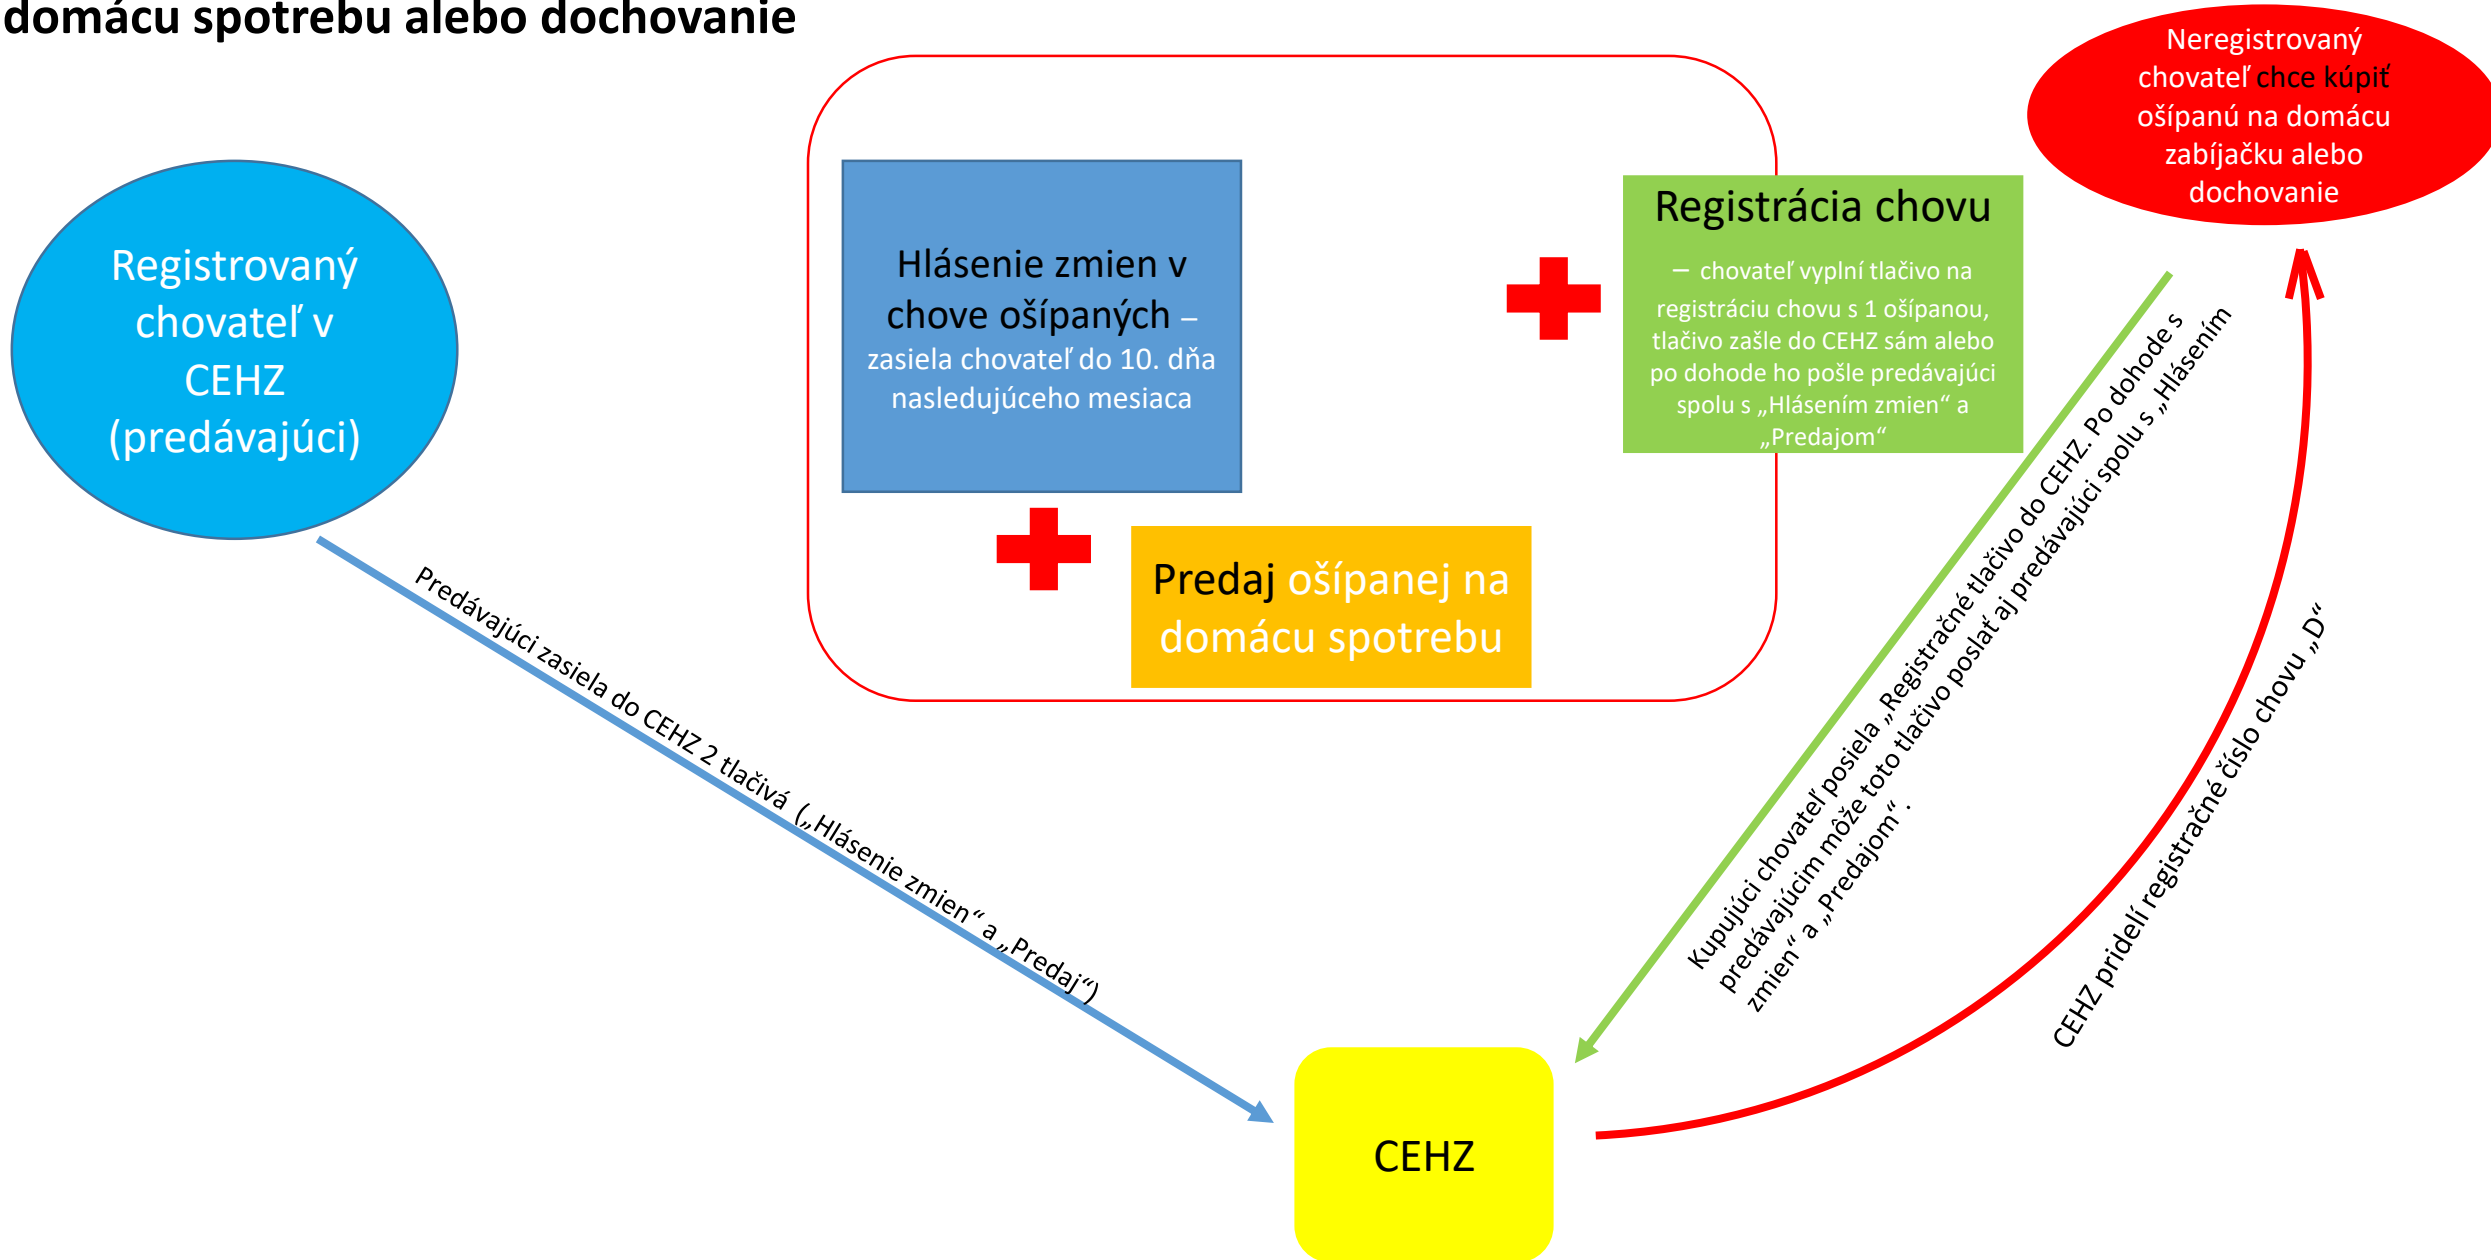 domácu spotrebu alebo dochovanie
Neregistrovaný
chovateľ chce kúpiť
ošípanú na domácu
zabíjačku alebo
dochovanie
Registrovaný
chovateľ v
CEHZ
(predávajúci)
Hlásenie zmien v
chove ošípaných –
zasiela chovateľ do 10. dňa
nasledujúceho mesiaca
Registrácia chovu
– chovateľ vyplní tlačivo na
registráciu chovu s 1 ošípanou,
tlačivo zašle do CEHZ sám alebo
po dohode ho pošle predávajúci
spolu s „Hlásením zmien“ a
„Predajom“
Predaj ošípanej na
domácu spotrebu
Predávajúci zasiela do CEHZ 2 tlačivá („Hlásenie zmien“ a „Predaj“)
Kupujúci chovateľ posiela „Registračné tlačivo do CEHZ. Po dohode s
predávajúcim môže toto tlačivo poslať aj predávajúci spolu s „Hlásením
zmien“ a „Predajom“.
CEHZ pridelí registračné číslo chovu „D“
CEHZ